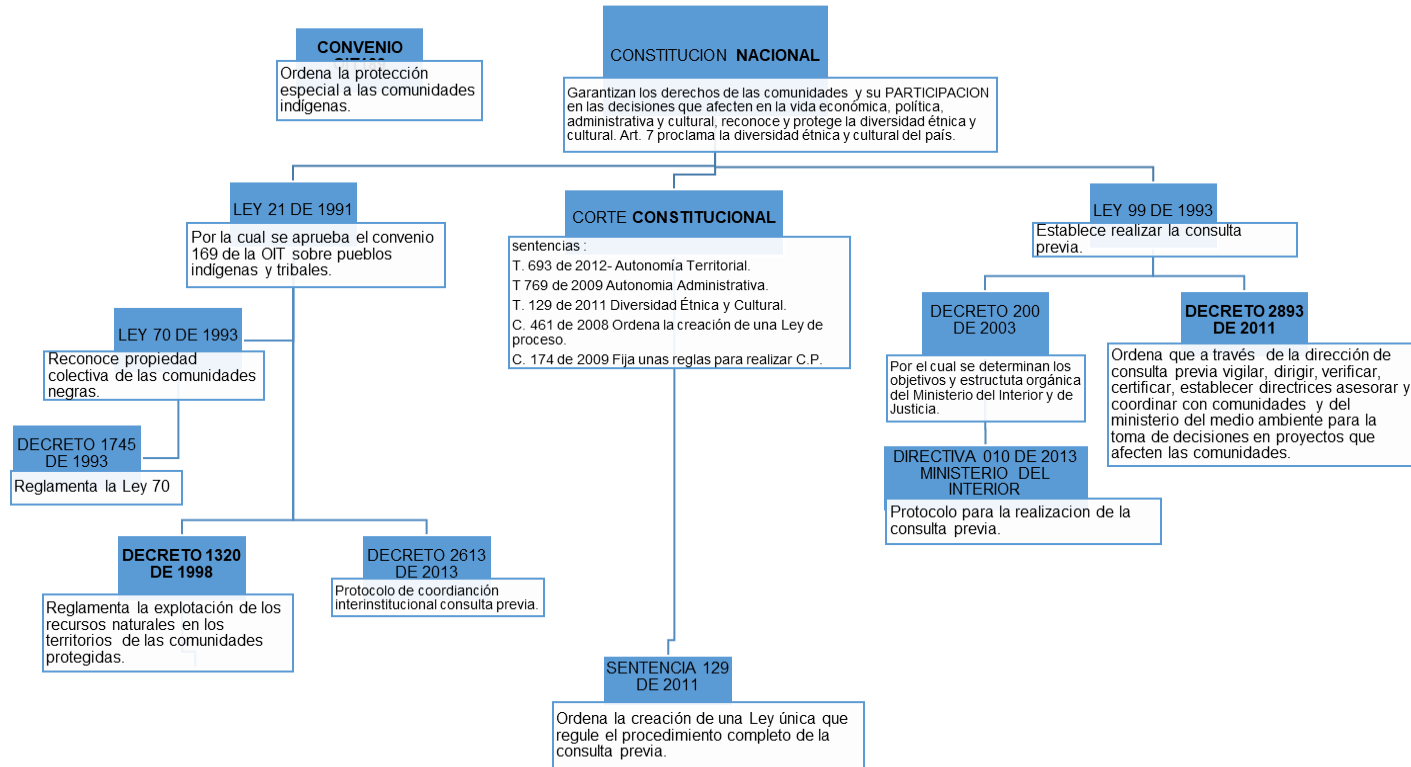 CONVENIO
Ordena la protección
especial a las comunidades
indígenas.
CONSTITUCION NACIONAL
Garantizan los derechos de las comunidades y su PARTICIPACION
en las decisiones que afecten en la vida económica, política,
administrativa y cultural, reconoce y protege la diversidad étnica y
cultural. Art. 7 proclama la diversidad étnica y cultural del país.
LEY 21 DE 1991
Por la cual se aprueba el convenio
169 de la OIT sobre pueblos
indígenas y tribales.
LEY 70 DE 1993
Reconoce propiedad
colectiva de las comunidades
negras.
DECRETO 1745
DE 1993
Reglamenta la Ley 70
DECRETO 1320
DE 1998
Reglamenta la explotación de los
recursos naturales en los
territorios de las comunidades
protegidas.
DECRETO 2613
DE 2013
Protocolo de coordianción
interinstitucional consulta previa.
CORTE CONSTITUCIONAL
sentencias :
T. 693 de 2012- Autonomía Territorial.
T 769 de 2009 Autonomia Administrativa.
T. 129 de 2011 Diversidad Étnica y Cultural.
C. 461 de 2008 Ordena la creación de una Ley de
proceso.
C. 174 de 2009 Fija unas reglas para realizar C.P.
SENTENCIA 129
DE 2011
Ordena la creación de una Ley única que
regule el procedimiento completo de la
consulta previa.
LEY 99 DE 1993
Establece realizar la consulta
previa.
DECRETO 200
DE 2003
Por el cual se determinan los
objetivos y estructuta orgánica
del Ministerio del Interior y de
Justicia.
DIRECTIVA 010 DE 2013
MINISTERIO DEL
INTERIOR
Protocolo para la realizacion de la
consulta previa.
DECRETO 2893
DE 2011
Ordena que a través de la dirección de
consulta previa vigilar, dirigir, verificar,
certificar, establecer directrices asesorar y
coordinar con comunidades y del
ministerio del medio ambiente para la
toma de decisiones en proyectos que
afecten las comunidades.